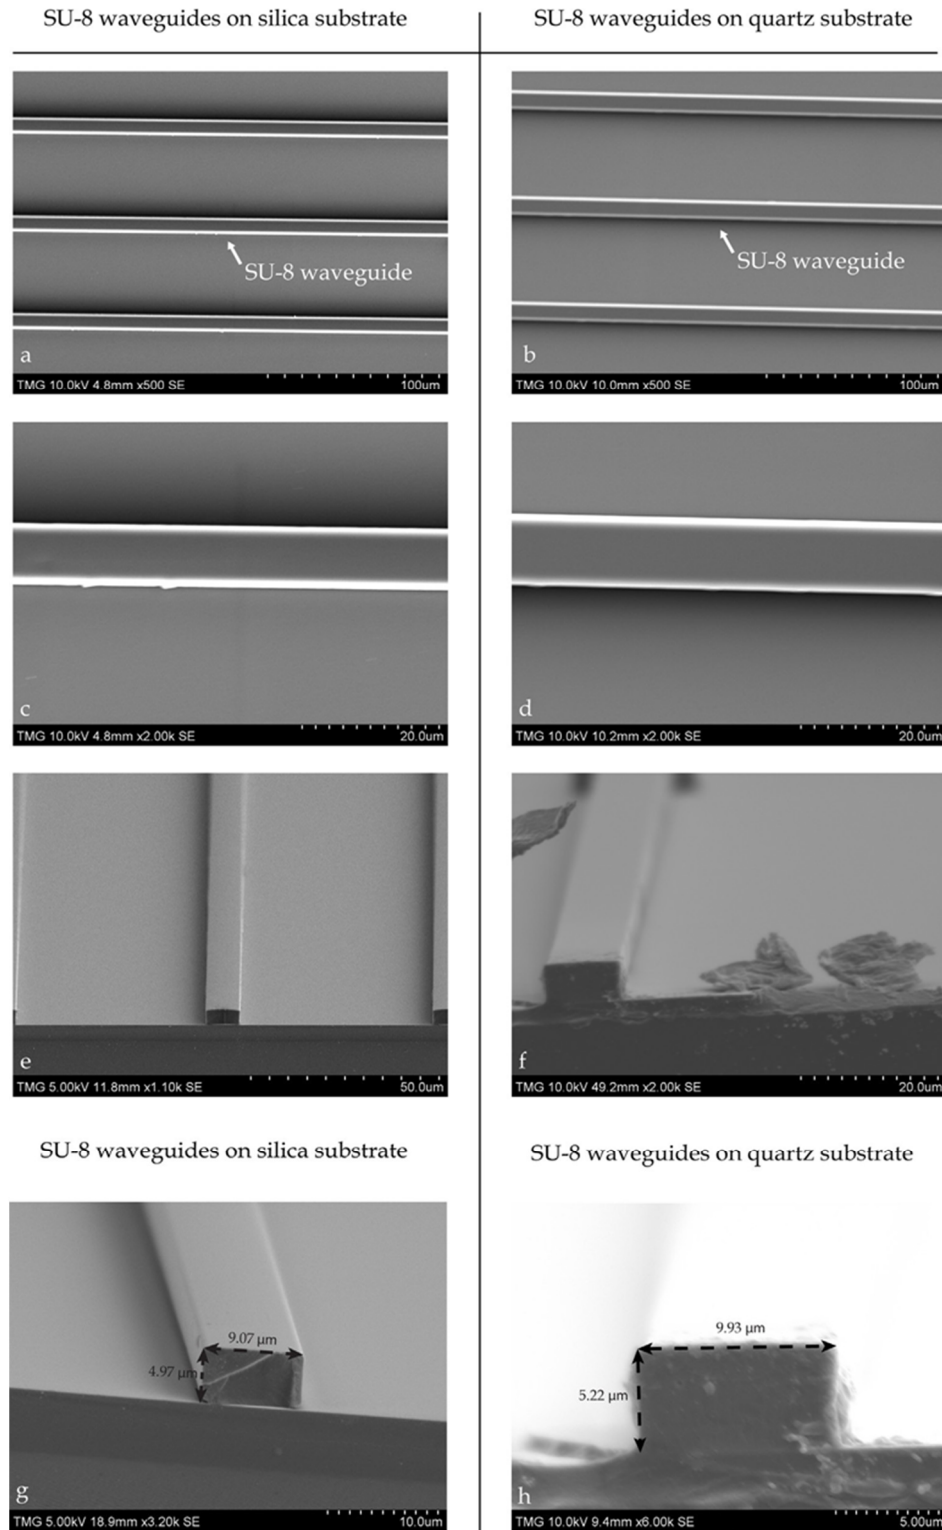 SU-8 waveguides on silica substrate
SU-8 waveguides on quartz substrate
SU-8 waveguide
a
TMG 10.0kV 4.8mm x500 SE 100um
SU-8 waveguide
b
TMG 10.0kV 10.0mm x500 SE 100um
c
TMG 10.0kV 4.8mm x2.00k SE 20.0um
d
TMG 10.0kV 10.2mm x2.00k SE 20.0um
e
TMG 5.00kV 11.8mm x1.10k SE 50.0um
f
TMG 10.0kV 49.2mm x2.00k SE 20.0um
SU-8 waveguides on silica substrate
SU-8 waveguides on quartz substrate
9.07 µm
4.97 µm
g
TMG 5.00kV 18.9mm x3.20k SE 10.0um
9.93 µm
5.22 µm
h
TMG 10.0kV 9.4mm x6.00k SE 5.00um